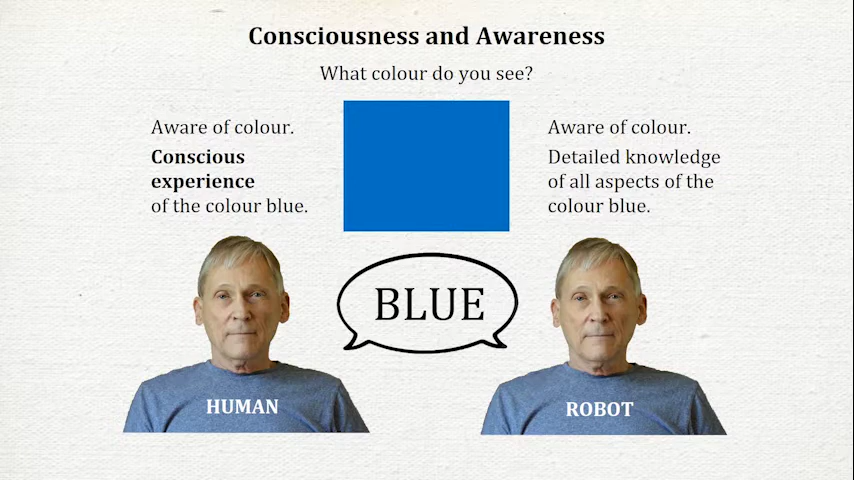 Consciousness and Awareness
What colour do you see?
Aware of colour.
Conscious
experience
of the colour blue.
Aware of colour.
Detailed knowledge
of all aspects of the
colour blue.
BLUE
HUMAN
ROBOT